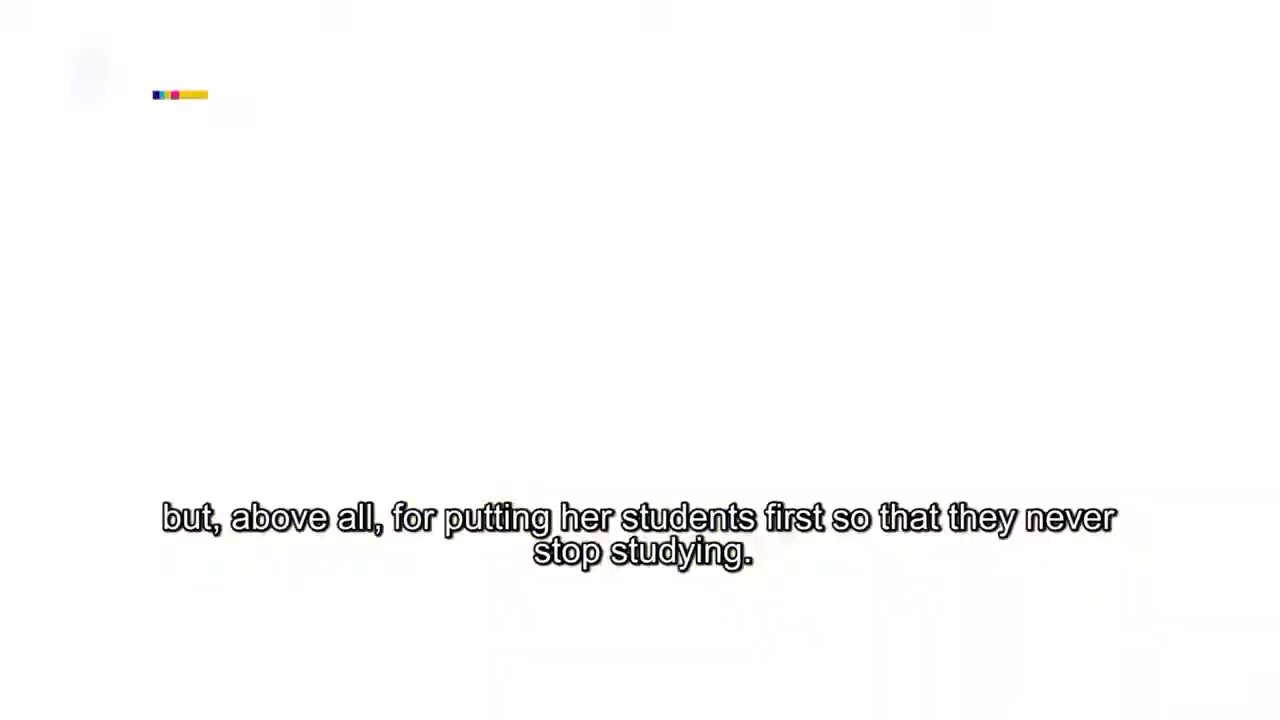 but, above all, for putting her students first so that they never
stop studying.